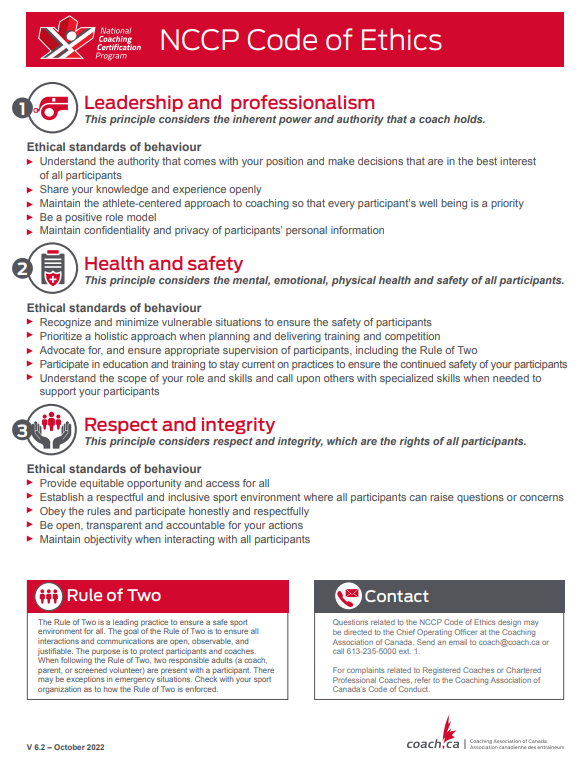 National
Coaching
Certification
Program
NCCP Code of Ethics
1
Leadership and professionalism
This principle considers the inherent power and authority that a coach holds.
Ethical standards of behaviour
Understand the authority that comes with your position and make decisions that are in the best interest
of all participants
Share your knowledge and experience openly
Maintain the athlete-centered approach to coaching so that every participant's well being is a priority
Be a positive role model
Maintain confidentiality and privacy of participants' personal information
2
Health and safety
This principle considers the mental, emotional, physical health and safety of all participants.
Ethical standards of behaviour
Recognize and minimize vulnerable situations to ensure the safety of participants
Prioritize a holistic approach when planning and delivering training and competition
Advocate for, and ensure appropriate supervision of participants, including the Rule of Two
Participate in education and training to stay current on practices to ensure the continued safety of your participants
Understand the scope of your role and skills and call upon others with specialized skills when needed to
support your participants
3
Respect and integrity
This principle considers respect and integrity, which are the rights of all participants.
Ethical standards of behaviour
Provide equitable opportunity and access for all
Establish a respectful and inclusive sport environment where all participants can raise questions or concerns
Obey the rules and participate honestly and respectfully
Be open, transparent and accountable for your actions
Maintain objectivity when interacting with all participants
Rule of Two
The Rule of Two is a leading practice to ensure a safe sport
environment for all. The goal of the Rule of Two is to ensure all
interactions and communications are open, observable, and
justifiable. The purpose is to protect participants and coaches.
When following the Rule of Two, two responsible adults (a coach,
parent, or screened volunteer) are present with a participant. There
may be exceptions in emergency situations. Check with your sport
organization as to how the Rule of Two is enforced.
Contact
Questions related to the NCCP Code of Ethics design may
be directed to the Chief Operating Officer at the Coaching
Association of Canada. Send an email to coach@coach.ca or
call 613-235-5000 ext. 1.
For complaints related to Registered Coaches or Chartered
Professional Coaches, refer to the Coaching Association of
Canada's Code of Conduct.
V 6.2 – October 2022
coach.ca
Coaching Association of Canada
Association canadienne des entraîneurs